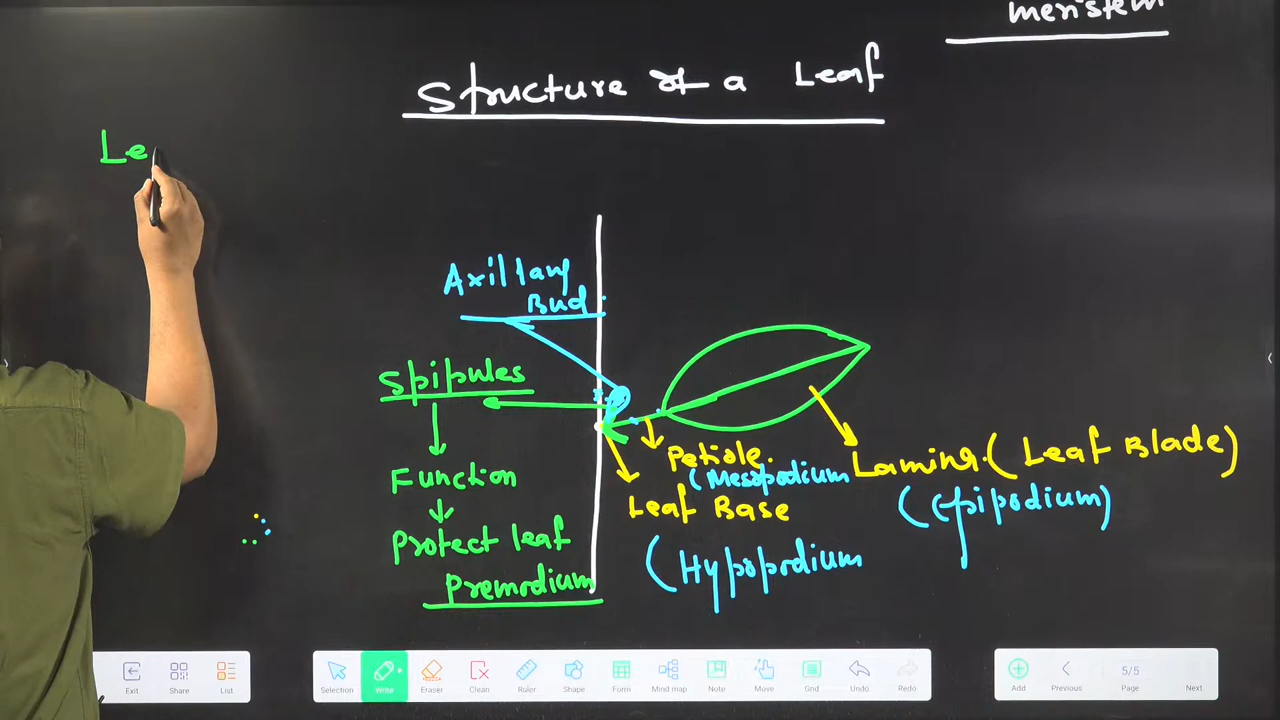 meristem
Structure of a Leaf
Le
Axillary
Bud
Spipules
Function
Protect leaf
premodium
Petiole.
(Mesopodium
Leaf Base
(Hypopodium
Lamina.(Leaf Blade)
(Epipodium)
Exit
Share
List
Selection
Write
Eraser
Clean
Ruler
Shape
Form
Mind map
Note
Move
Grid
Undo
Redo
Add
Previous
5/5
Page
Next